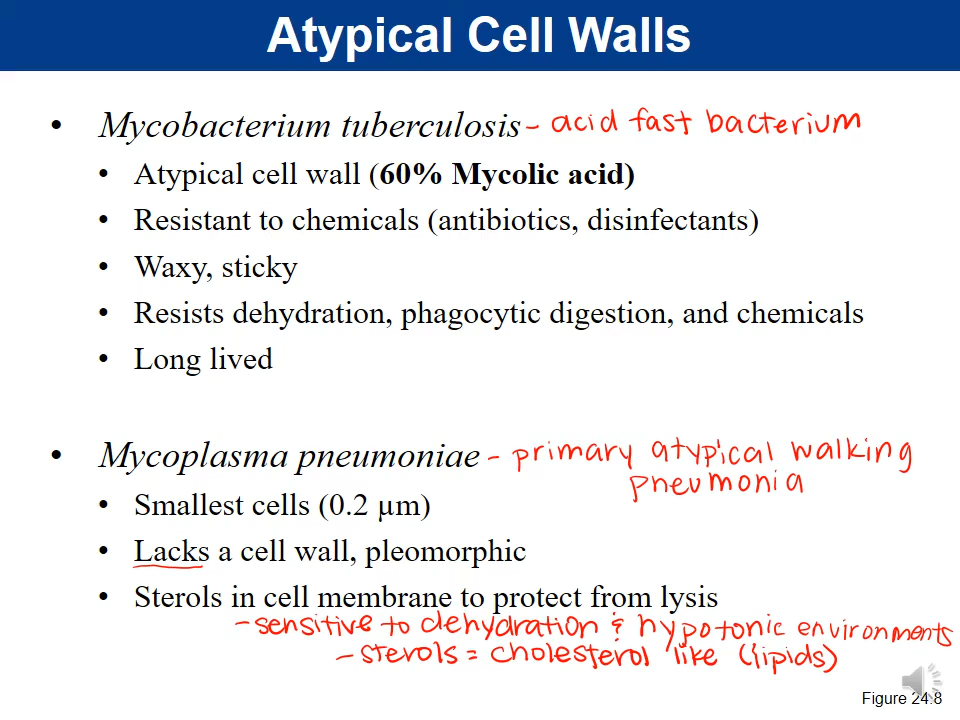 Atypical Cell Walls
• Mycobacterium tuberculosis - acid fast bacterium
• Atypical cell wall (60% Mycolic acid)
• Resistant to chemicals (antibiotics, disinfectants)
• Waxy, sticky
• Resists dehydration, phagocytic digestion, and chemicals
• Long lived
• Mycoplasma pneumoniae - primary atypical walking
pneumonia
• Smallest cells (0.2 µm)
• Lacks a cell wall, pleomorphic
• Sterols in cell membrane to protect from lysis
- sensitive to dehydration & hypotonic environments
- sterols = cholesterol like (lipids)
Figure 24.8